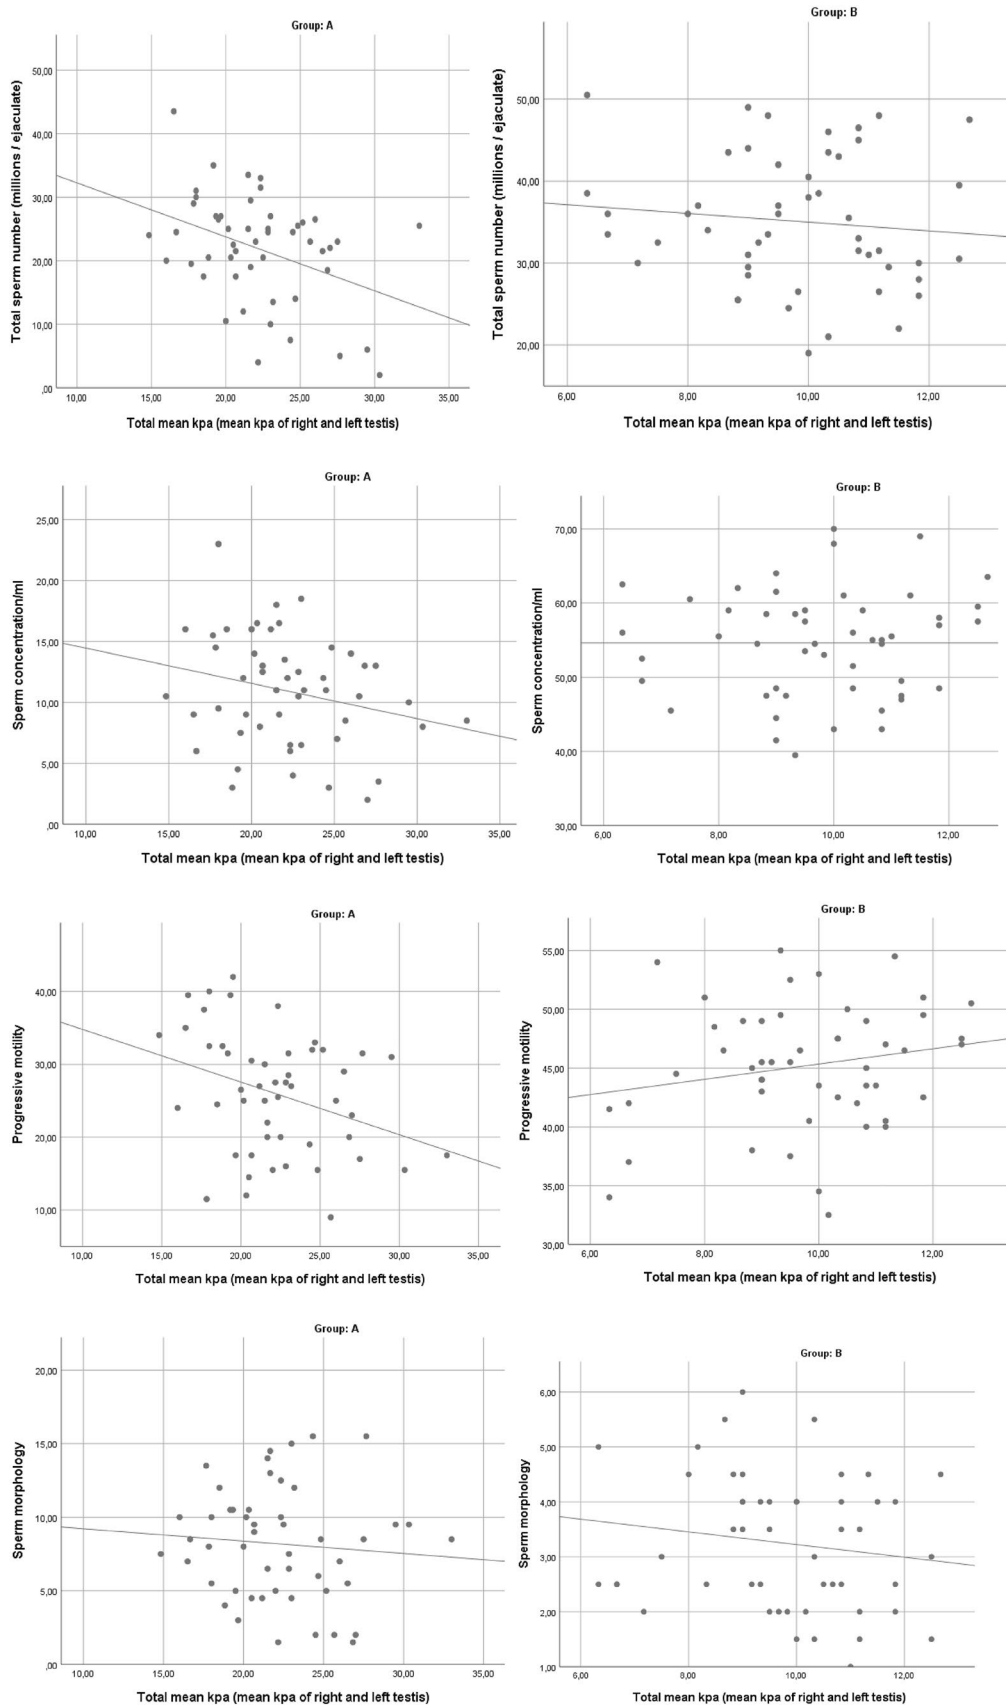 Group: A
Total sperm number (millions / ejaculate)
50,00
40,00
30,00
20,00
10,00
,00
10,00 15,00 20,00 25,00 30,00 35,00
Total mean kpa (mean kpa of right and left testis)
Group: B
Total sperm number (millions / ejaculate)
50,00
40,00
30,00
20,00
6,00 8,00 10,00 12,00
Total mean kpa (mean kpa of right and left testis)
Group: A
Sperm concentration/ml
25,00
20,00
15,00
10,00
5,00
,00
10,00 15,00 20,00 25,00 30,00 35,00
Total mean kpa (mean kpa of right and left testis)
Group: B
Sperm concentration/ml
70,00
60,00
50,00
40,00
30,00
6,00 8,00 10,00 12,00
Total mean kpa (mean kpa of right and left testis)
Group: A
Progressive motility
40,00
30,00
20,00
10,00
10,00 15,00 20,00 25,00 30,00 35,00
Total mean kpa (mean kpa of right and left testis)
Group: B
Progressive motility
55,00
50,00
45,00
40,00
35,00
30,00
6,00 8,00 10,00 12,00
Total mean kpa (mean kpa of right and left testis)
Group: A
Sperm morphology
20,00
15,00
10,00
5,00
,00
10,00 15,00 20,00 25,00 30,00 35,00
Total mean kpa (mean kpa of right and left testis)
Group: B
Sperm morphology
6,00
5,00
4,00
3,00
2,00
1,00
6,00 8,00 10,00 12,00
Total mean kpa (mean kpa of right and left testis)